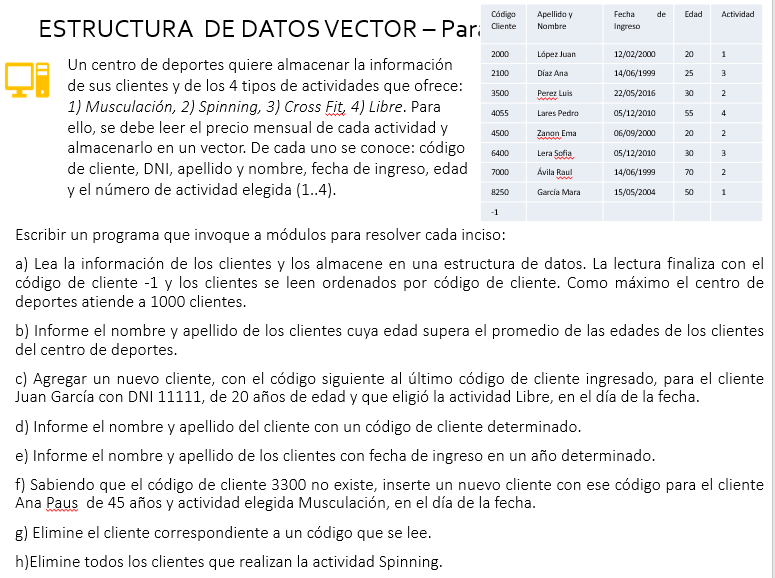 ESTRUCTURA DE DATOS VECTOR – Para
Un centro de deportes quiere almacenar la información
de sus clientes y de los 4 tipos de actividades que ofrece:
1) Musculación, 2) Spinning, 3) Cross Fit, 4) Libre. Para
ello, se debe leer el precio mensual de cada actividad y
almacenarlo en un vector. De cada uno se conoce: código
de cliente, DNI, apellido y nombre, fecha de ingreso, edad
y el número de actividad elegida (1..4).
Código Cliente Apellido y Nombre Fecha de Ingreso Edad Actividad
2000 López Juan 12/02/2000 20 1
2100 Díaz Ana 14/06/1999 25 3
3500 Perez Luis 22/05/2016 30 2
4055 Lares Pedro 05/12/2010 55 4
4500 Zanon Ema 06/09/2000 20 2
6400 Lera Sofia 05/12/2010 30 3
7000 Ávila Raul 14/06/1999 70 2
8250 García Mara 15/05/2004 50 1
-1
Escribir un programa que invoque a módulos para resolver cada inciso:
a) Lea la información de los clientes y los almacene en una estructura de datos. La lectura finaliza con el
código de cliente -1 y los clientes se leen ordenados por código de cliente. Como máximo el centro de
deportes atiende a 1000 clientes.
b) Informe el nombre y apellido de los clientes cuya edad supera el promedio de las edades de los clientes
del centro de deportes.
c) Agregar un nuevo cliente, con el código siguiente al último código de cliente ingresado, para el cliente
Juan García con DNI 11111, de 20 años de edad y que eligió la actividad Libre, en el día de la fecha.
d) Informe el nombre y apellido del cliente con un código de cliente determinado.
e) Informe el nombre y apellido de los clientes con fecha de ingreso en un año determinado.
f) Sabiendo que el código de cliente 3300 no existe, inserte un nuevo cliente con ese código para el cliente
Ana Paus de 45 años y actividad elegida Musculación, en el día de la fecha.
g) Elimine el cliente correspondiente a un código que se lee.
h)Elimine todos los clientes que realizan la actividad Spinning.